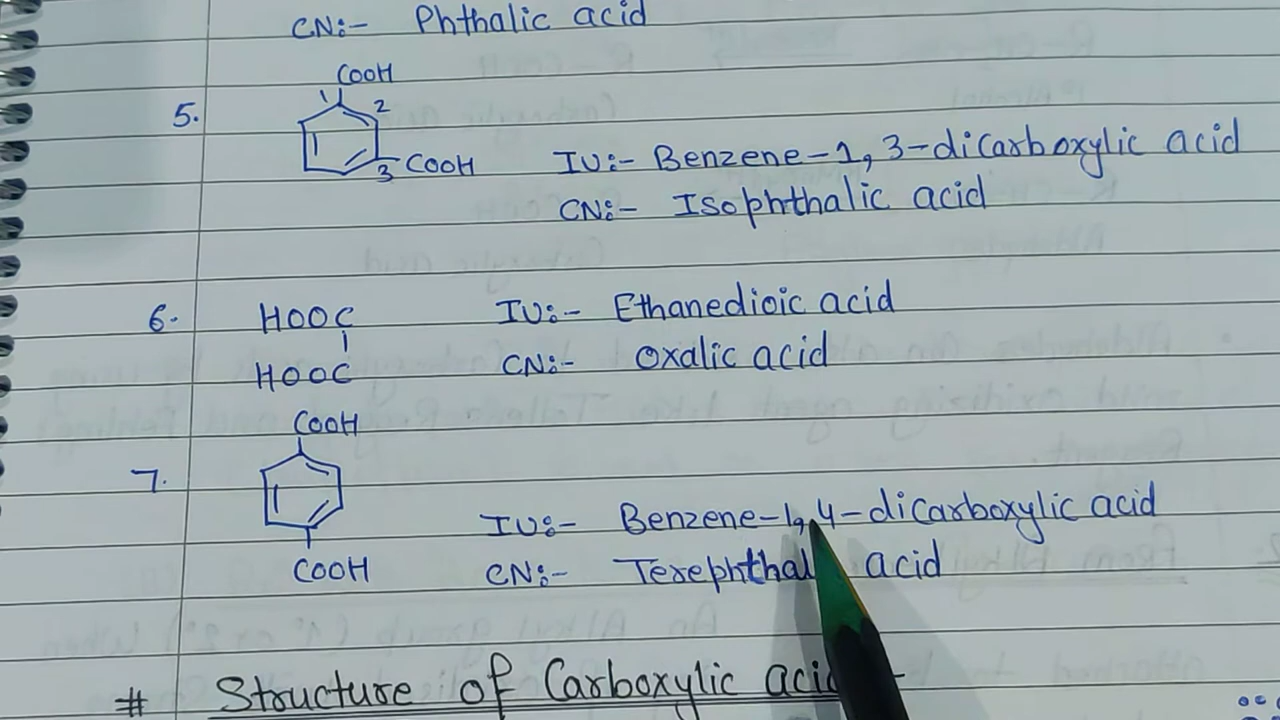 CN:- Phthalic acid
COOH
5.
1
2
3
COOH
IU:- Benzene-1,3-dicarboxylic acid
CN:- Isophthalic acid
6.
HOOC
IU:- Ethanedioic acid
HOOC
CN:- Oxalic acid
COOH
7.
IU:- Benzene-1,4-dicarboxylic acid
COOH
CN:- Terephthal acid
# Structure of Carboxylic acid -